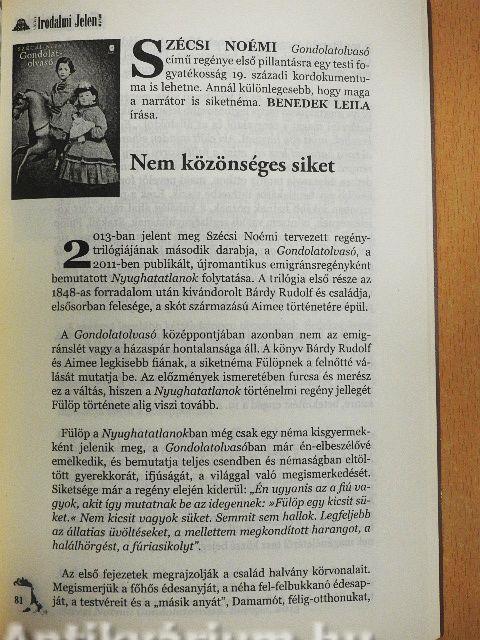 Irodalmi Jelen
SZÉCSI NOÉMI
Gondolat-
olvasó
SZÉCSI NOÉMI Gondolatolvasó
című regénye első pillantásra egy testi fo-
gyatékosság 19. századi kordokumentu-
ma is lehetne. Annál különlegesebb, hogy maga
a narrátor is siketnéma. BENEDEK LEILA
írása.
Nem közönséges siket
2013-ban jelent meg Szécsi Noémi tervezett regény-
trilógiájának második darabja, a Gondolatolvasó, a
2011-ben publikált, újromantikus emigránsregényként
bemutatott Nyughatatlanok folytatása. A trilógia első része az
1848-as forradalom után kivándorolt Bárdy Rudolf és családja,
elsősorban felesége, a skót származású Aimee történetére épül.
A Gondolatolvasó középpontjában azonban nem az emig-
ránslét vagy a házaspár hontalansága áll. A könyv Bárdy Rudolf
és Aimee legkisebb fiának, a siketnéma Fülöpnek a felnőtté vá-
lását mutatja be. Az előzmények ismeretében furcsa és merész
ez a váltás, hiszen a Nyughatatlanok történelmi regény jellegét
Fülöp története alig viszi tovább.
Fülöp a Nyughatatlanokban még csak egy néma kisgyermek-
ként jelenik meg, a Gondolatolvasóban már én-elbeszélővé
emelkedik, és bemutatja teljes csendben és némaságban eltöl-
tött gyerekkorát, ifjúságát, a világgal való megismerkedését.
Siketsége már a regény elején kiderül: „Én ugyanis az a fiú va-
gyok, akit így mutatnak be az idegennek: »Fülöp egy kicsit sü-
ket.« Nem kicsit vagyok süket. Semmit sem hallok. Legfeljebb
az állatias üvöltéseket, a mellettem megkondított harangot, a
halálhörgést, a fúriasikolyt”.
Az első fejezetek megrajzolják a család halvány körvonalait.
Megismerjük a főhős édesanyját, a néha fel-felbukkanó édesap-
ját, a testvéreit és a „másik anyát”, Damamót, félig-otthonukat,
81
Antikvarium.hu